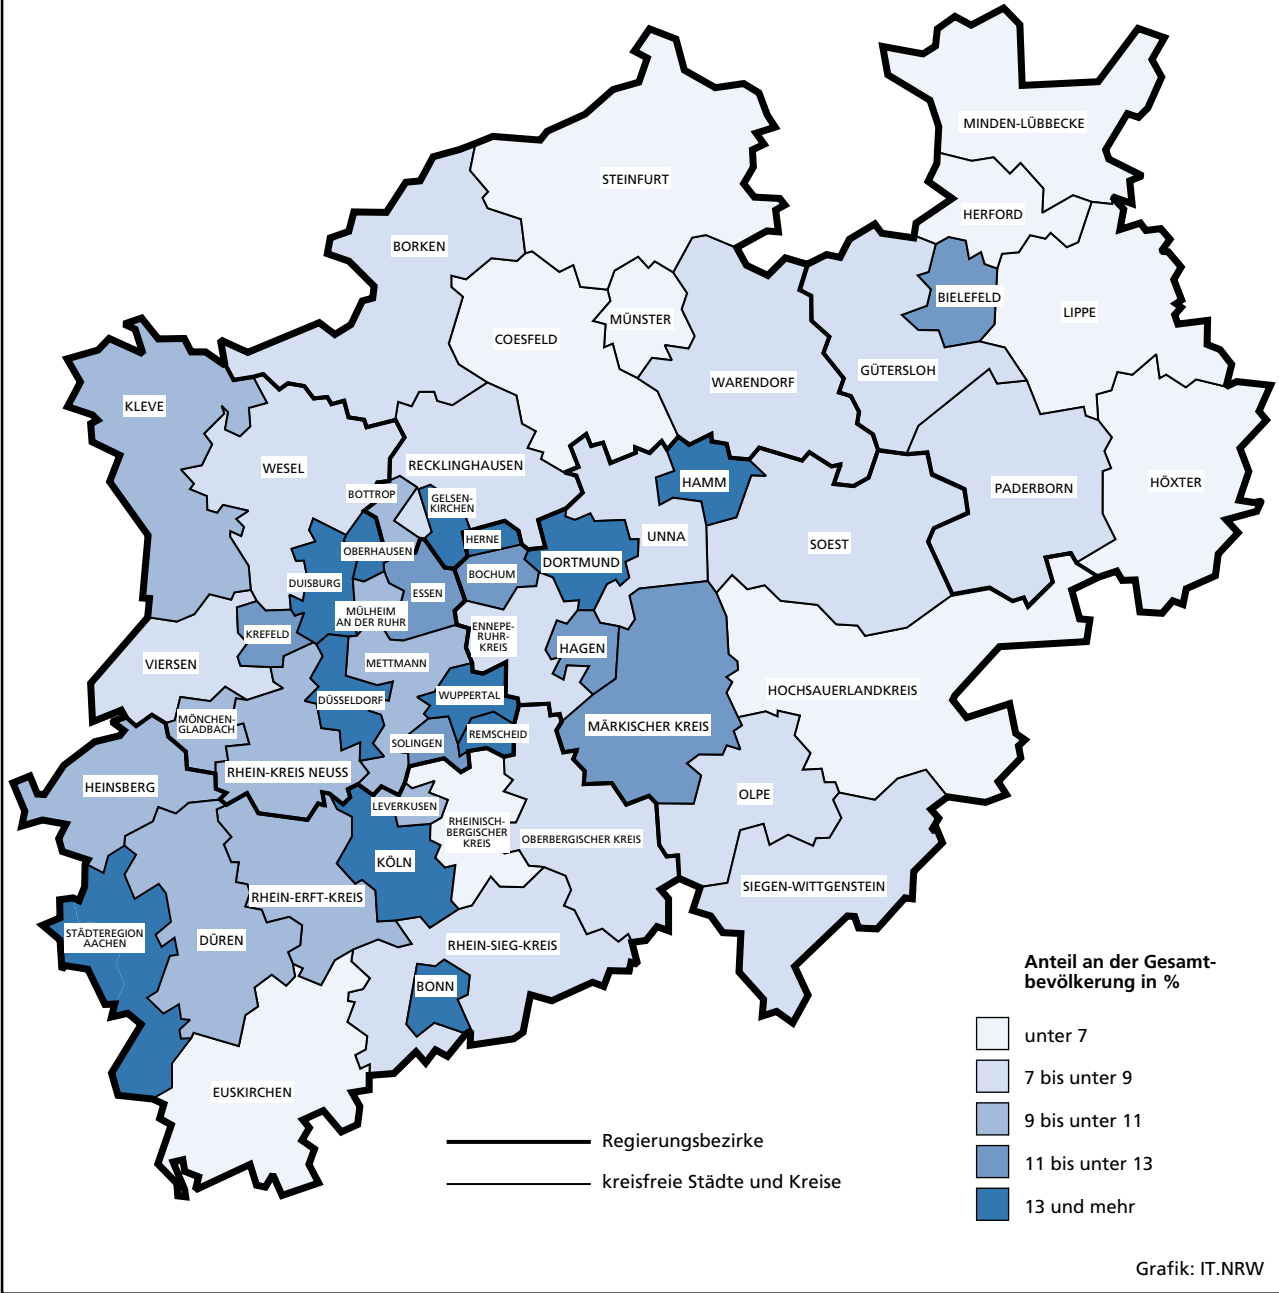 MINDEN-LÜBBECKE
STEINFURT
HERFORD
BORKEN
BIELEFELD
LIPPE
MÜNSTER
COESFELD
GÜTERSLOH
WARENDORF
KLEVE
WESEL
RECKLINGHAUSEN
HAMM
HÖXTER
PADERBORN
BOTTROP
GELSEN-
KIRCHEN
UNNA
HERNE
SOEST
OBERHAUSEN
DORTMUND
BOCHUM
DUISBURG
ESSEN
MÜLHEIM
AN DER RUHR
KREFELD
ENNEPE-
RUHR-
KREIS
HAGEN
VIERSEN
METTMANN
HOCHSAUERLANDKREIS
WUPPERTAL
DÜSSELDORF
MÖNCHEN-
GLADBACH
MÄRKISCHER KREIS
REMSCHEID
SOLINGEN
RHEIN-KREIS NEUSS
HEINSBERG
OLPE
LEVERKUSEN
RHEINISCH-
BERGISCHER
KREIS
OBERBERGISCHER KREIS
KÖLN
SIEGEN-WITTGENSTEIN
RHEIN-ERFT-KREIS
STÄDTEREGION
AACHEN
DÜREN
RHEIN-SIEG-KREIS
BONN
EUSKIRCHEN
Anteil an der Gesamt-
bevölkerung in %
unter 7
7 bis unter 9
9 bis unter 11
11 bis unter 13
13 und mehr
Regierungsbezirke
kreisfreie Städte und Kreise
Grafik: IT.NRW